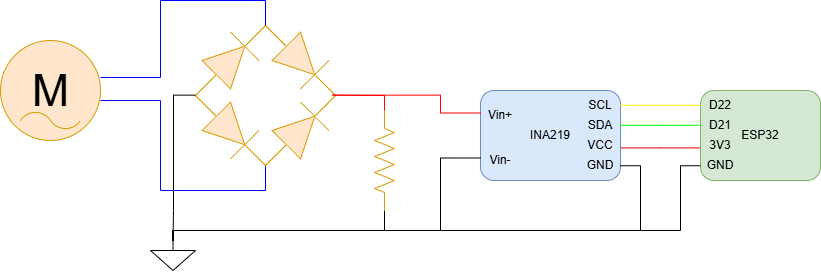 M
Vin+
Vin-
INA219
SCL
SDA
VCC
GND
D22
D21
3V3
GND
ESP32